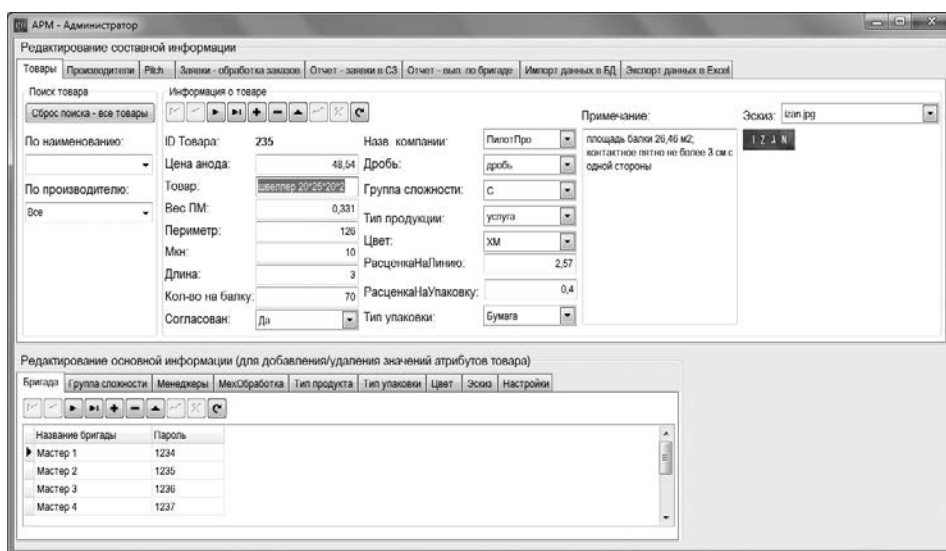 АРМ - Администратор
Редактирование составной информации
Товары Производители Pitch Заявки - обработка заказов Отчет - заявки в СЗ Отчет - вып. по бригаде Импорт данных в БД Экспорт данных в Excel
Поиск товара
Сброс поиска - все товары
По наименованию:
По производителю:
Все
Информация о товаре
ID Товара: 235
Цена анода: 48,54
Товар: швеллер 20*25*20*2
Вес ПМ: 0,331
Периметр: 126
Мкн: 10
Длина: 3
Кол-во на балку: 70
Согласован: Да
Назв. компании: ПилотПро
Дробь: дробь
Группа сложности: С
Тип продукции: услуга
Цвет: ХМ
РасценкаНаЛинию: 2,57
РасценкаНаУпаковку: 0,4
Тип упаковки: Бумага
Примечание:
площадь балки 26,46 м2;
контактное пятно не более 3 см с
одной стороны
Эскиз: izan.jpg
IZAN
Редактирование основной информации (для добавления/удаления значений атрибутов товара)
Бригада Группа сложности Менеджеры МехОбработка Тип продукта Тип упаковки Цвет Эскиз Настройки
Название бригады Пароль
Мастер 1 1234
Мастер 2 1235
Мастер 3 1236
Мастер 4 1237